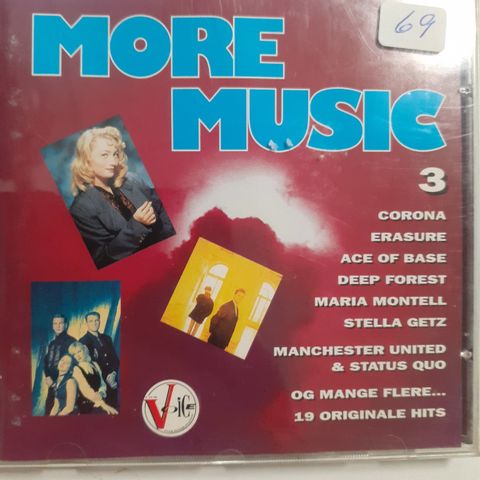 MORE
MUSIC
69
3
CORONA
ERASURE
ACE OF BASE
DEEP FOREST
MARIA MONTELL
STELLA GETZ
MANCHESTER UNITED
& STATUS QUO
OG MANGE FLERE...
19 ORIGINALE HITS
VOICE